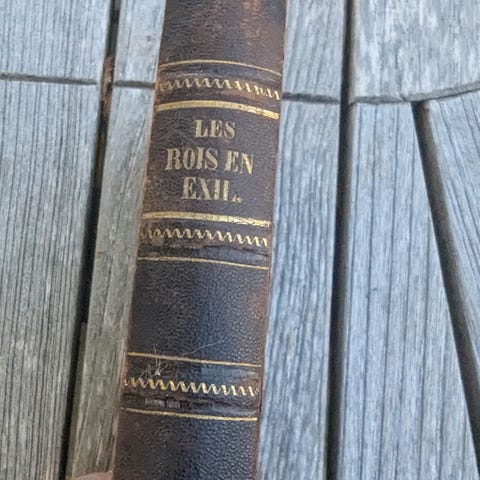 LES
ROIS EN
EXIL.